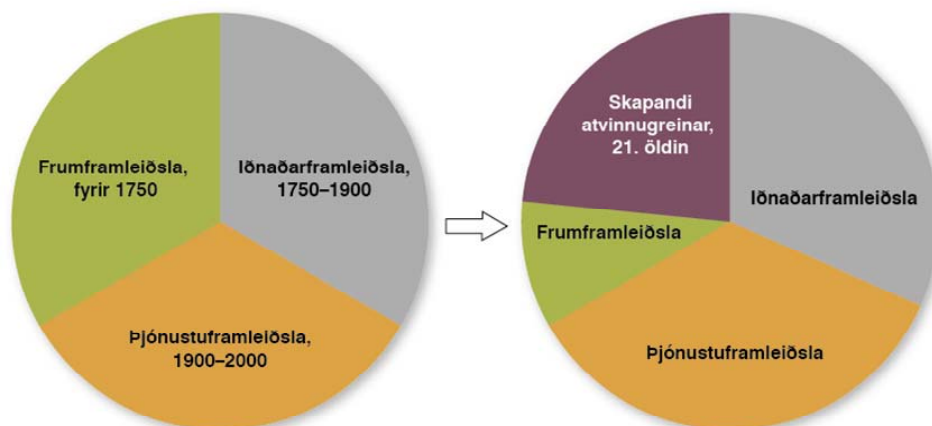 Frumframleiðsla,
fyrir 1750
Iðnaðarframleiðsla,
1750–1900
Þjónustuframleiðsla,
1900–2000
Skapandi
atvinnugreinar,
21. öldin
Iðnaðarframleiðsla
Frumframleiðsla
Þjónustuframleiðsla